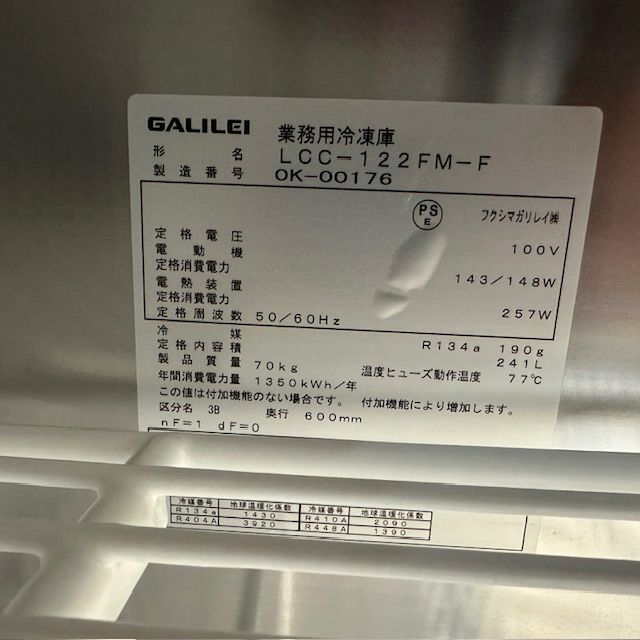 GALILEI 業務用冷凍庫
形名 LCC-122FM-F
製造番号 OK-00176
PS E フクシマガリレイ㈱
定格電圧 100V
電動機
定格消費電力 143/148W
電熱装置
定格消費電力 257W
定格周波数 50/60Hz
冷媒 R134a 190g
定格内容積 241L
製品質量 70kg 温度ヒューズ動作温度 77℃
年間消費電力量 1350kWh/年
この値は付加機能のない場合です。 付加機能により増加します。
区分名 3B 奥行 600mm
nF=1 dF=0
冷媒番号 地球温暖化係数 冷媒番号 地球温暖化係数
R134a 1430 R410A 2090
R404A 3920 R448A 1390